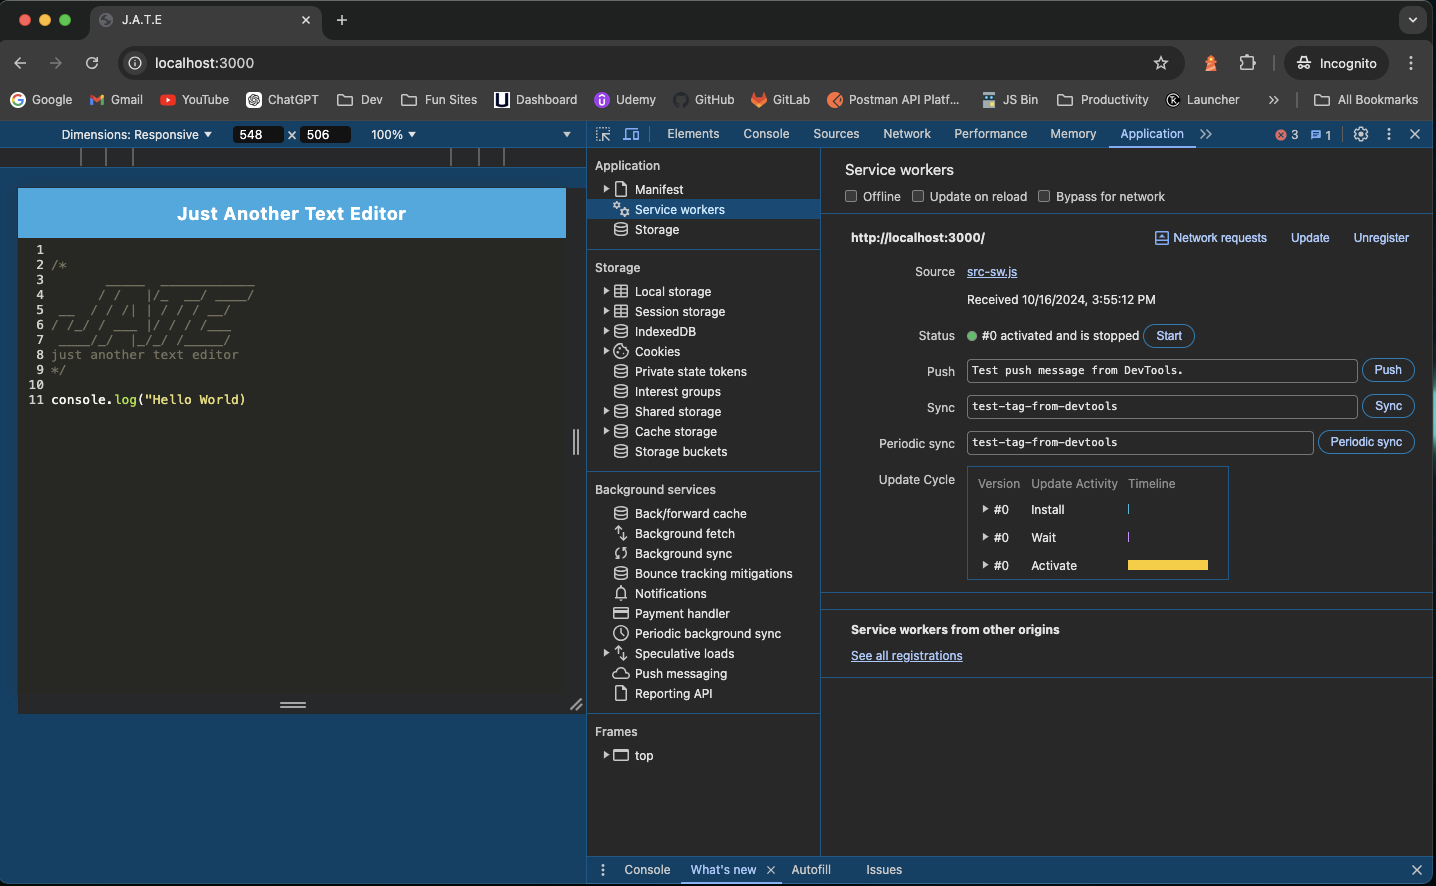 J.A.T.E
localhost:3000
Incognito
Google Gmail YouTube ChatGPT Dev Fun Sites Dashboard Udemy GitHub GitLab Postman API Platf... JS Bin Productivity Launcher All Bookmarks
Dimensions: Responsive 548 x 506 100%
Elements Console Sources Network Performance Memory Application 3 1
Just Another Text Editor
1
2 /*
3 _____ ____________
4 / / |/_ __/ ____/
5 __ / / /| | / / / __/
6 / /_/ / ___ |/ / / /___
7 ____/_/ |_/_/ /_____/
8 just another text editor
9 */
10
11 console.log("Hello World)
Application
Manifest
Service workers
Storage
Storage
Local storage
Session storage
IndexedDB
Cookies
Private state tokens
Interest groups
Shared storage
Cache storage
Storage buckets
Background services
Back/forward cache
Background fetch
Background sync
Bounce tracking mitigations
Notifications
Payment handler
Periodic background sync
Speculative loads
Push messaging
Reporting API
Frames
top
Service workers
Offline Update on reload Bypass for network
http://localhost:3000/ Network requests Update Unregister
Source src-sw.js
Received 10/16/2024, 3:55:12 PM
Status #0 activated and is stopped Start
Push Test push message from DevTools. Push
Sync test-tag-from-devtools Sync
Periodic sync test-tag-from-devtools Periodic sync
Update Cycle Version Update Activity Timeline
#0 Install
#0 Wait
#0 Activate
Service workers from other origins
See all registrations
Console What's new Autofill Issues